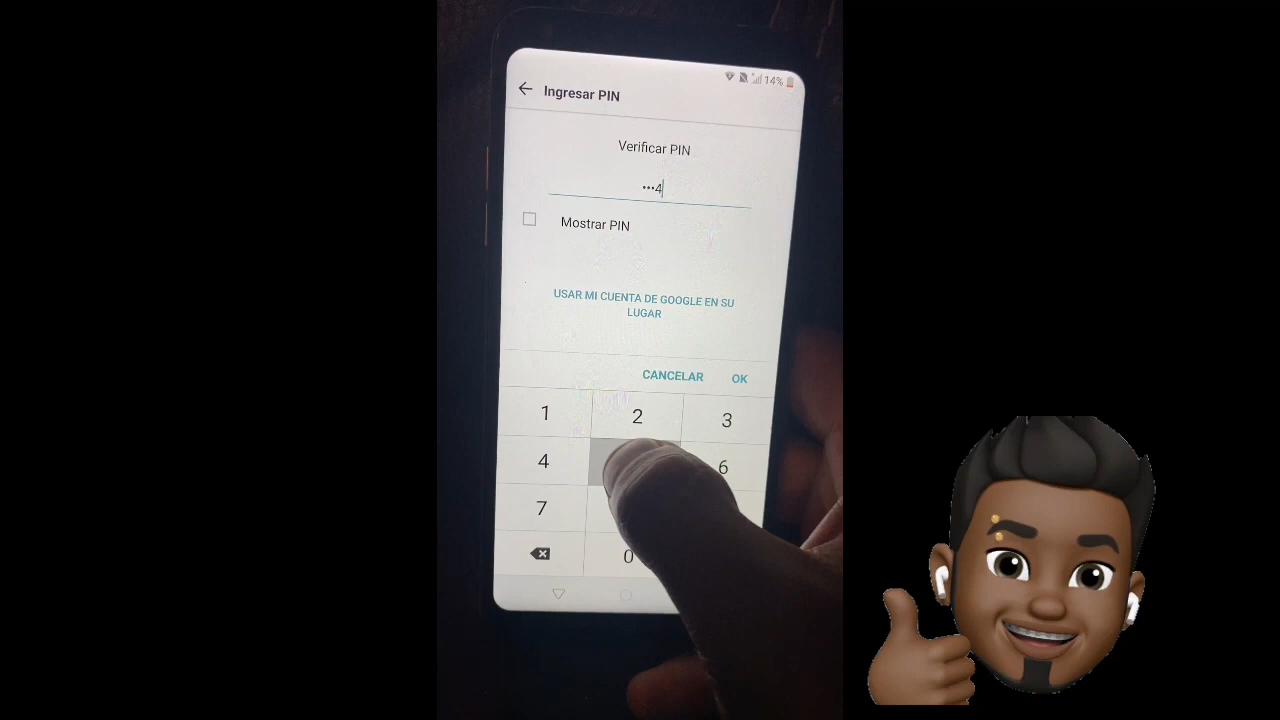 14%
Ingresar PIN
Verificar PIN
•••4
Mostrar PIN
USAR MI CUENTA DE GOOGLE EN SU
LUGAR
CANCELAR OK
1 2 3
4 6
7
0